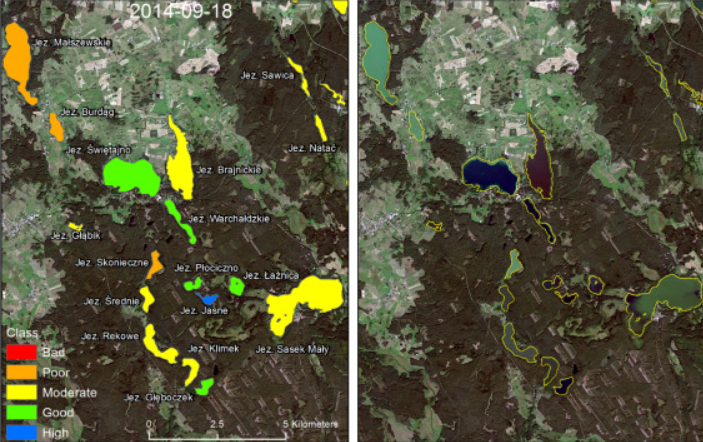 2014-09-18
Jez. Małszewskie
Jez. Sawica
Jez. Burdąg
Jez. Natać
Jez. Świętajno
Jez. Brajnickie
Jez. Warchałdzkie
Jez. Głąbik
Jez. Skonieczne
Jez. Płociczno
Jez. Łaźnica
Jez. Średnie
Jez. Jasne
Class
Jez. Rekowe
Jez. Klimek
Jez. Sasek Mały
Bad
Poor
Moderate
Jez. Głęboczek
Good
High
0 2.5 5 Kilometers